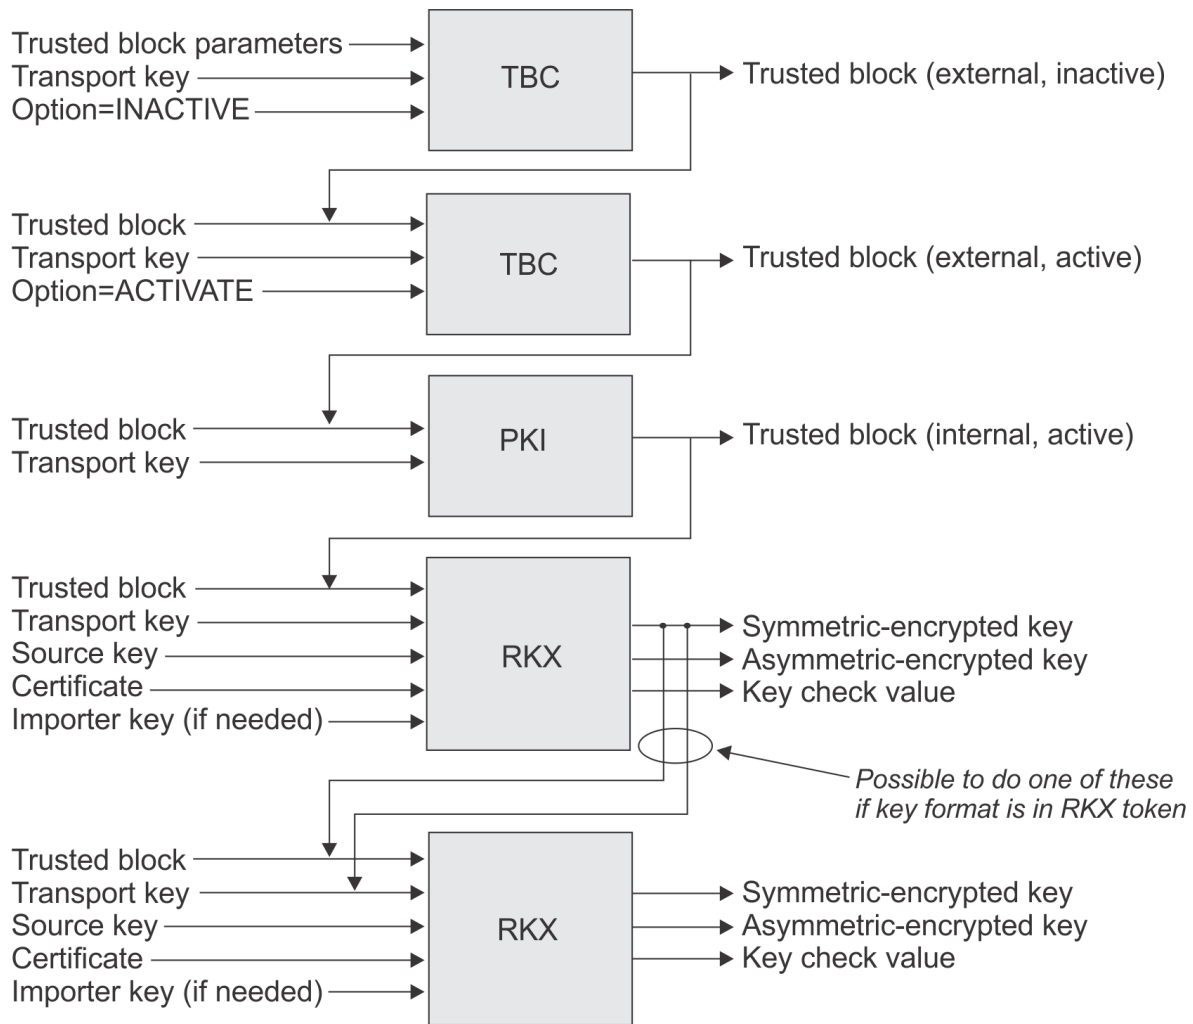 Trusted block parameters
Transport key
Option=INACTIVE
TBC
Trusted block (external, inactive)
Trusted block
Transport key
Option=ACTIVATE
TBC
Trusted block (external, active)
Trusted block
Transport key
PKI
Trusted block (internal, active)
Trusted block
Transport key
Source key
Certificate
Importer key (if needed)
RKX
Symmetric-encrypted key
Asymmetric-encrypted key
Key check value
Possible to do one of these
if key format is in RKX token
Trusted block
Transport key
Source key
Certificate
Importer key (if needed)
RKX
Symmetric-encrypted key
Asymmetric-encrypted key
Key check value